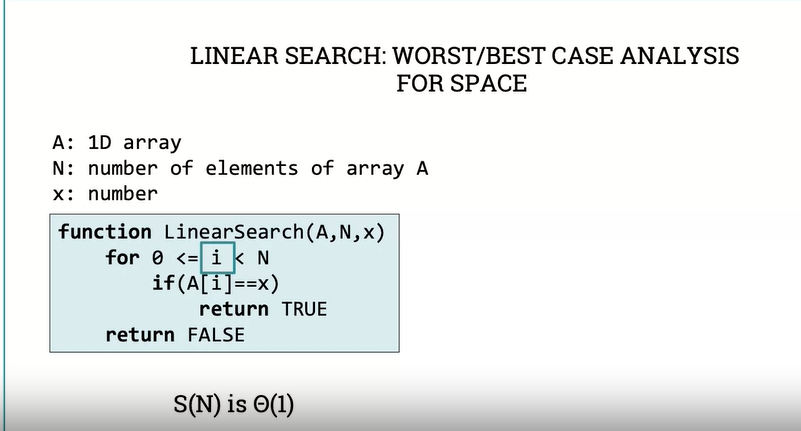 LINEAR SEARCH: WORST/BEST CASE ANALYSIS
FOR SPACE
A: 1D array
N: number of elements of array A
x: number
function LinearSearch(A,N,x)
for 0 <= i < N
if(A[i]==x)
return TRUE
return FALSE
S(N) is Θ(1)